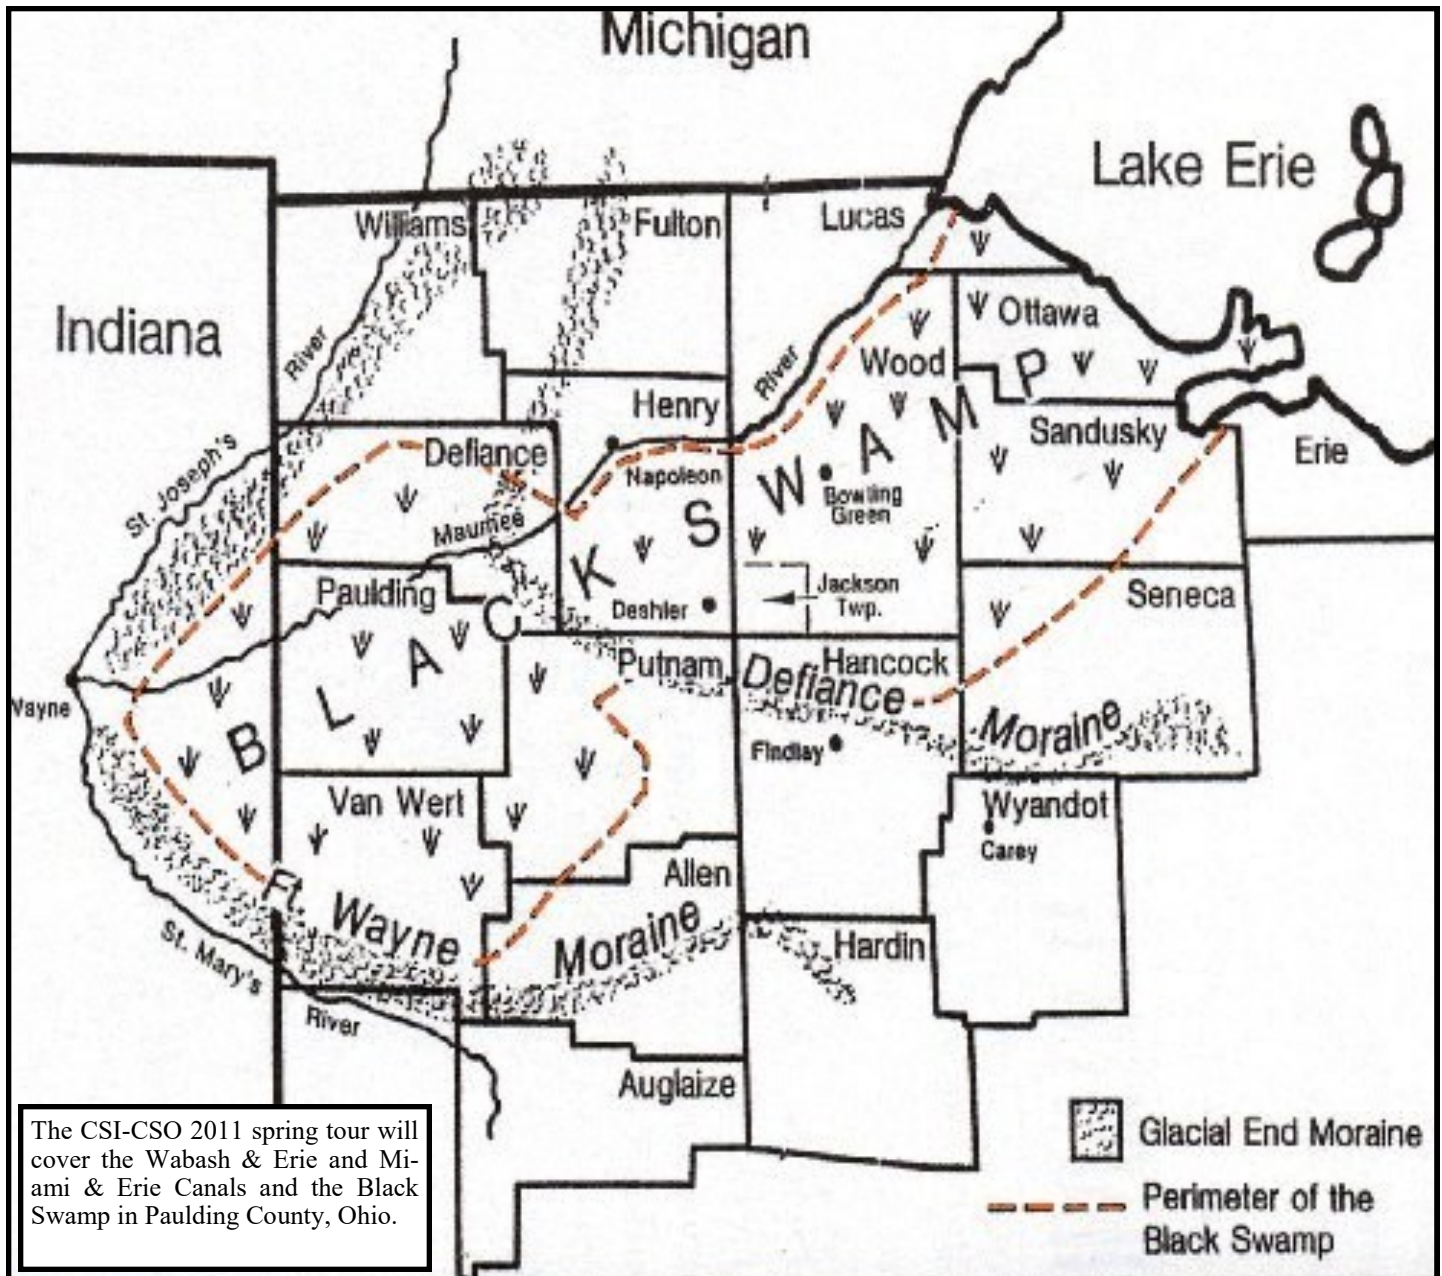 Michigan
Lake Erie
Williams
Fulton
Lucas
Indiana
River
Ottawa
River
Wood
P
Henry
M
Sandusky
Erie
St. Joseph's
Defiance
A
Napoleon
W
Bowling
Green
Maumee
S
K
Paulding
Jackson
Twp.
Deshler
Seneca
C
A
Putnam
Hancock
Defiance
Moraine
L
Wayne
B
Findlay
Van Wert
Wyandot
Carey
Allen
Ft. Wayne
Moraine
Hardin
St. Mary's
River
Auglaize
The CSI-CSO 2011 spring tour will
cover the Wabash & Erie and Mi-
ami & Erie Canals and the Black
Swamp in Paulding County, Ohio.
Glacial End Moraine
Perimeter of the
Black Swamp